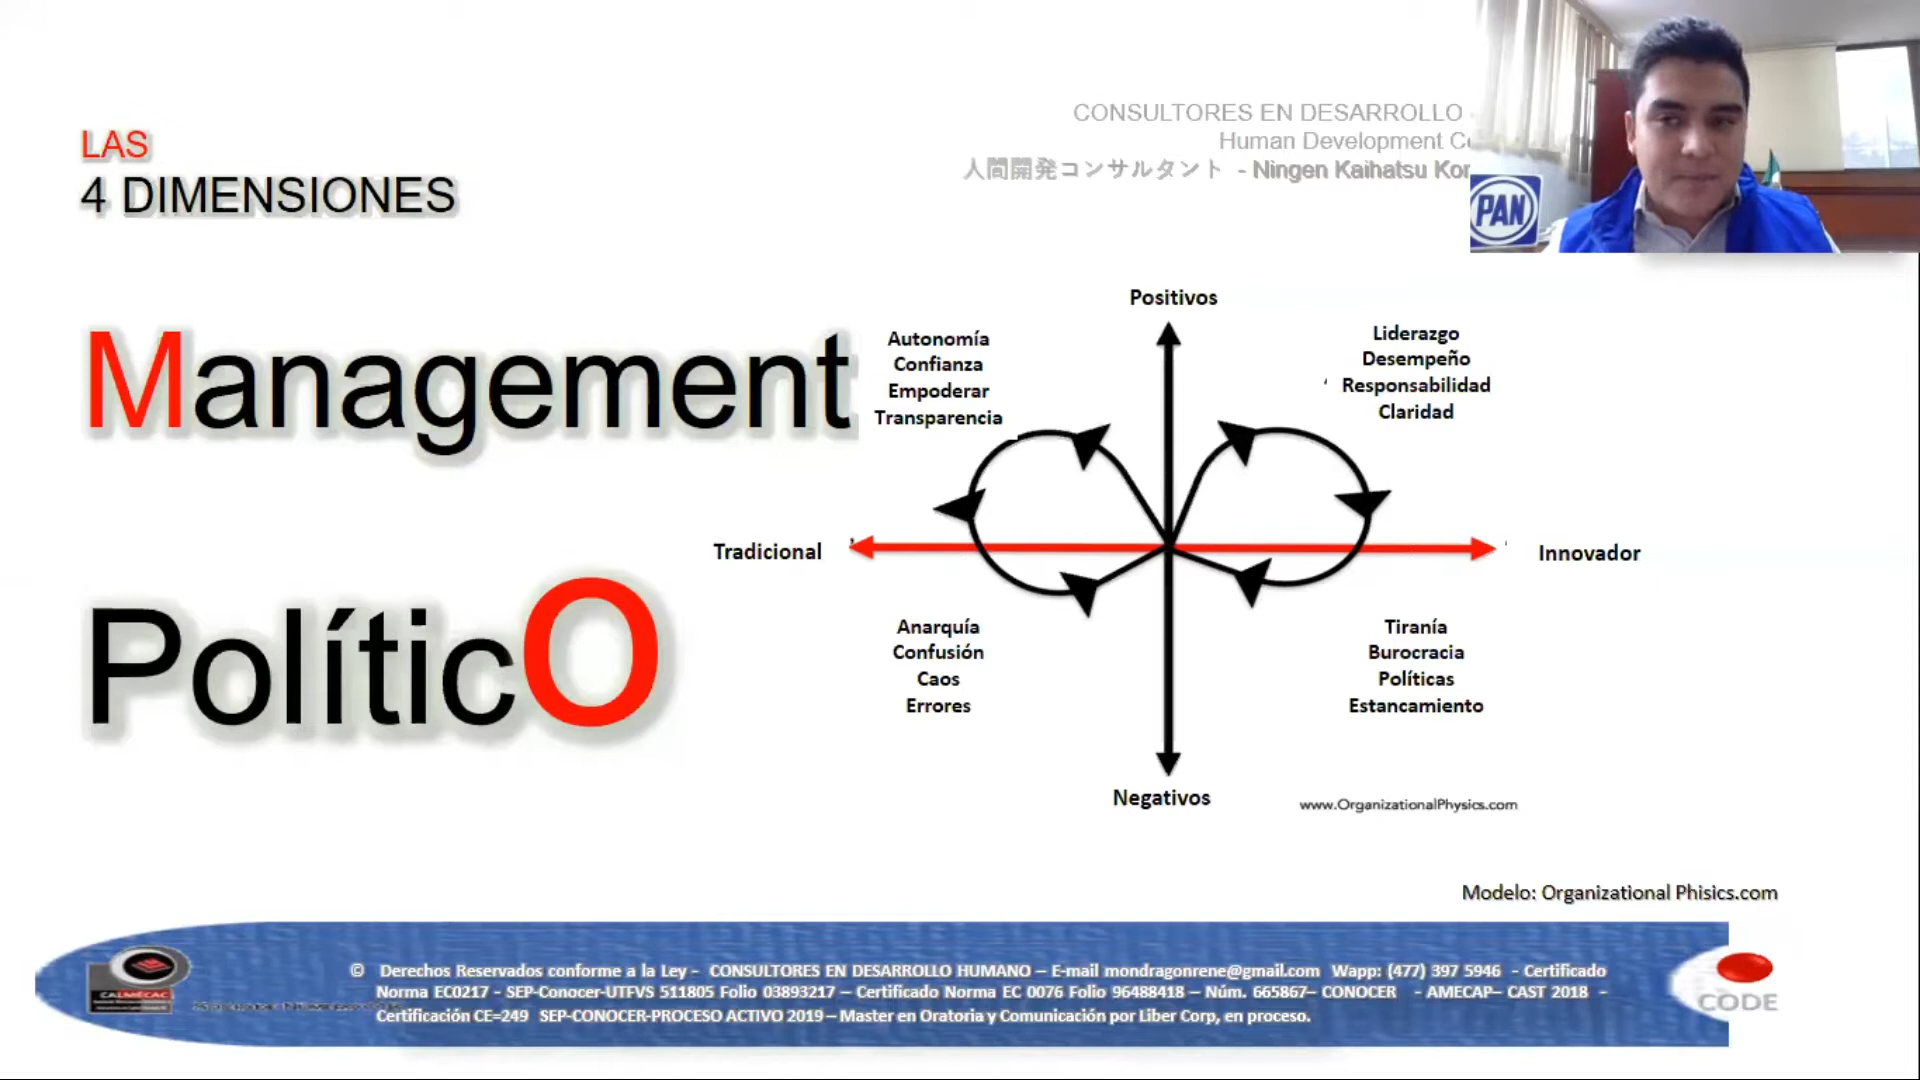 LAS
4 DIMENSIONES
CONSULTORES EN DESARROLLO
Human Development
人間開発コンサルタント - Ningen Kaihatsu
PAN
Management
PolíticO
Positivos
Autonomía
Confianza
Empoderar
Transparencia
Liderazgo
Desempeño
Responsabilidad
Claridad
Tradicional
Innovador
Anarquía
Confusión
Caos
Errores
Tiranía
Burocracia
Políticas
Estancamiento
Negativos
www.OrganizationalPhysics.com
Modelo: Organizational Phisics.com
CALMÉCAC
© Derechos Reservados conforme a la Ley - CONSULTORES EN DESARROLLO HUMANO – E-mail mondragonrene@gmail.com Wapp: (477) 397 5946 - Certificado
Norma EC0217 - SEP-Conocer-UTFVS 511805 Folio 03893217 – Certificado Norma EC 0076 Folio 96488418 – Núm. 665867– CONOCER - AMECAP– CAST 2018 -
Certificación CE=249 SEP-CONOCER-PROCESO ACTIVO 2019 – Master en Oratoria y Comunicación por Liber Corp, en proceso.
CODE